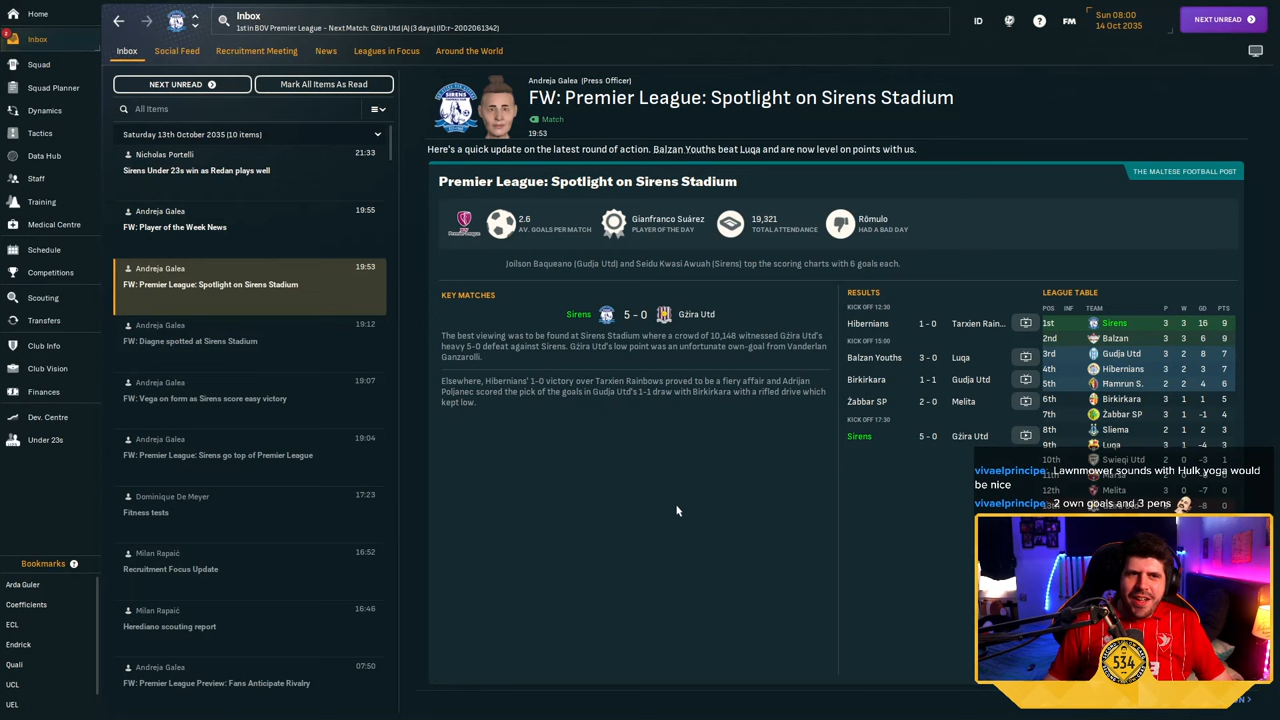 Home
2
Inbox
Squad
Squad Planner
Dynamics
Tactics
Data Hub
Staff
Training
Medical Centre
Schedule
Competitions
Scouting
Transfers
Club Info
Club Vision
Finances
Dev. Centre
Under 23s
Bookmarks ?
Arda Guler
Coefficients
ECL
Endrick
Quali
UCL
UEL
Inbox
1st in BOV Premier League - Next Match: Gżira Utd (A) (3 days) (ID:r-2002061342)
ID
?
FM
Sun 08:00
14 Oct 2035
NEXT UNREAD
Inbox
Social Feed
Recruitment Meeting
News
Leagues in Focus
Around the World
NEXT UNREAD
Mark All Items As Read
All Items
Saturday 13th October 2035 (10 items)
Nicholas Portelli 21:33
Sirens Under 23s win as Redan plays well
Andreja Galea 19:55
FW: Player of the Week News
Andreja Galea 19:53
FW: Premier League: Spotlight on Sirens Stadium
Andreja Galea 19:12
FW: Diagne spotted at Sirens Stadium
Andreja Galea 19:07
FW: Vega on form as Sirens score easy victory
Andreja Galea 19:04
FW: Premier League: Sirens go top of Premier League
Dominique De Meyer 17:23
Fitness tests
Milan Rapaić 16:52
Recruitment Focus Update
Milan Rapaić 16:46
Herediano scouting report
Andreja Galea 07:50
FW: Premier League Preview: Fans Anticipate Rivalry
SIRENS
Andreja Galea (Press Officer)
FW: Premier League: Spotlight on Sirens Stadium
Match
19:53
Here's a quick update on the latest round of action. Balzan Youths beat Luqa and are now level on points with us.
THE MALTESE FOOTBALL POST
Premier League: Spotlight on Sirens Stadium
2.6
AV. GOALS PER MATCH
Gianfranco Suárez
PLAYER OF THE DAY
19,321
TOTAL ATTENDANCE
Rômulo
HAD A BAD DAY
Joilson Baqueano (Gudja Utd) and Seidu Kwasi Awuah (Sirens) top the scoring charts with 6 goals each.
KEY MATCHES
Sirens 5 - 0 Gżira Utd
The best viewing was to be found at Sirens Stadium where a crowd of 10,148 witnessed Gżira Utd's
heavy 5-0 defeat against Sirens. Gżira Utd's low point was an unfortunate own-goal from Vanderlan
Ganzarolli.
Elsewhere, Hibernians' 1-0 victory over Tarxien Rainbows proved to be a fiery affair and Adrijan
Poljanec scored the pick of the goals in Gudja Utd's 1-1 draw with Birkirkara with a rifled drive which
kept low.
RESULTS
KICK OFF 12:30
Hibernians 1 - 0 Tarxien Rain...
KICK OFF 15:00
Balzan Youths 3 - 0 Luqa
Birkirkara 1 - 1 Gudja Utd
Żabbar SP 2 - 0 Melita
KICK OFF 17:30
Sirens 5 - 0 Gżira Utd
LEAGUE TABLE
POS INF TEAM P W GD PTS
1st Sirens 3 3 16 9
2nd Balzan 3 3 6 9
3rd Gudja Utd 3 2 8 7
4th Hibernians 3 2 3 7
5th Ħamrun S. 2 2 4 6
6th Birkirkara 3 1 1 5
7th Żabbar SP 3 1 -1 4
8th Sliema 2 1 2 3
9th Luqa 3 1 -4 3
10th Swieqi Utd 2 0 -3 1
12th Melita 3 0 -7 0
-8 0
vivaelprincipe: Lawnmower sounds with Hulk yoga would
be nice
vivaelprincipe: 2 own goals and 3 pens
534